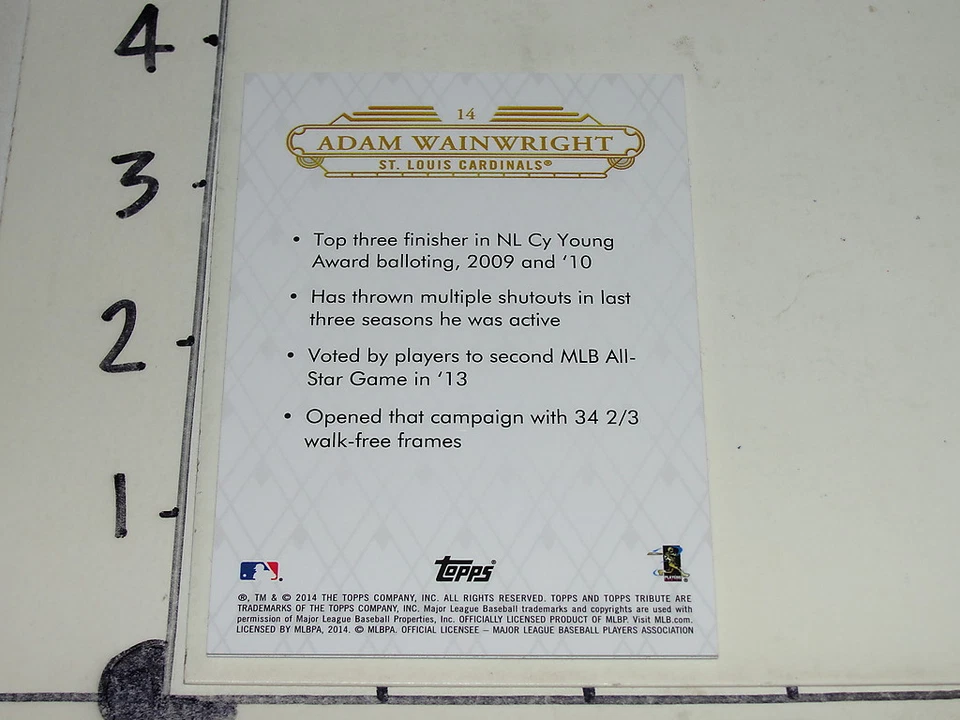 4
3
2
1
14
ADAM WAINWRIGHT
ST. LOUIS CARDINALS®
• Top three finisher in NL Cy Young
Award balloting, 2009 and ‘10
• Has thrown multiple shutouts in last
three seasons he was active
• Voted by players to second MLB All-
Star Game in ‘13
• Opened that campaign with 34 2/3
walk-free frames
Topps®
PLAYERS
®, TM & © 2014 THE TOPPS COMPANY, INC. ALL RIGHTS RESERVED. TOPPS AND TOPPS TRIBUTE ARE
TRADEMARKS OF THE TOPPS COMPANY, INC. Major League Baseball trademarks and copyrights are used with
permission of Major League Baseball Properties, Inc. OFFICIALLY LICENSED PRODUCT OF MLBP. Visit MLB.com.
LICENSED BY MLBPA, 2014. © MLBPA. OFFICIAL LICENSEE – MAJOR LEAGUE BASEBALL PLAYERS ASSOCIATION